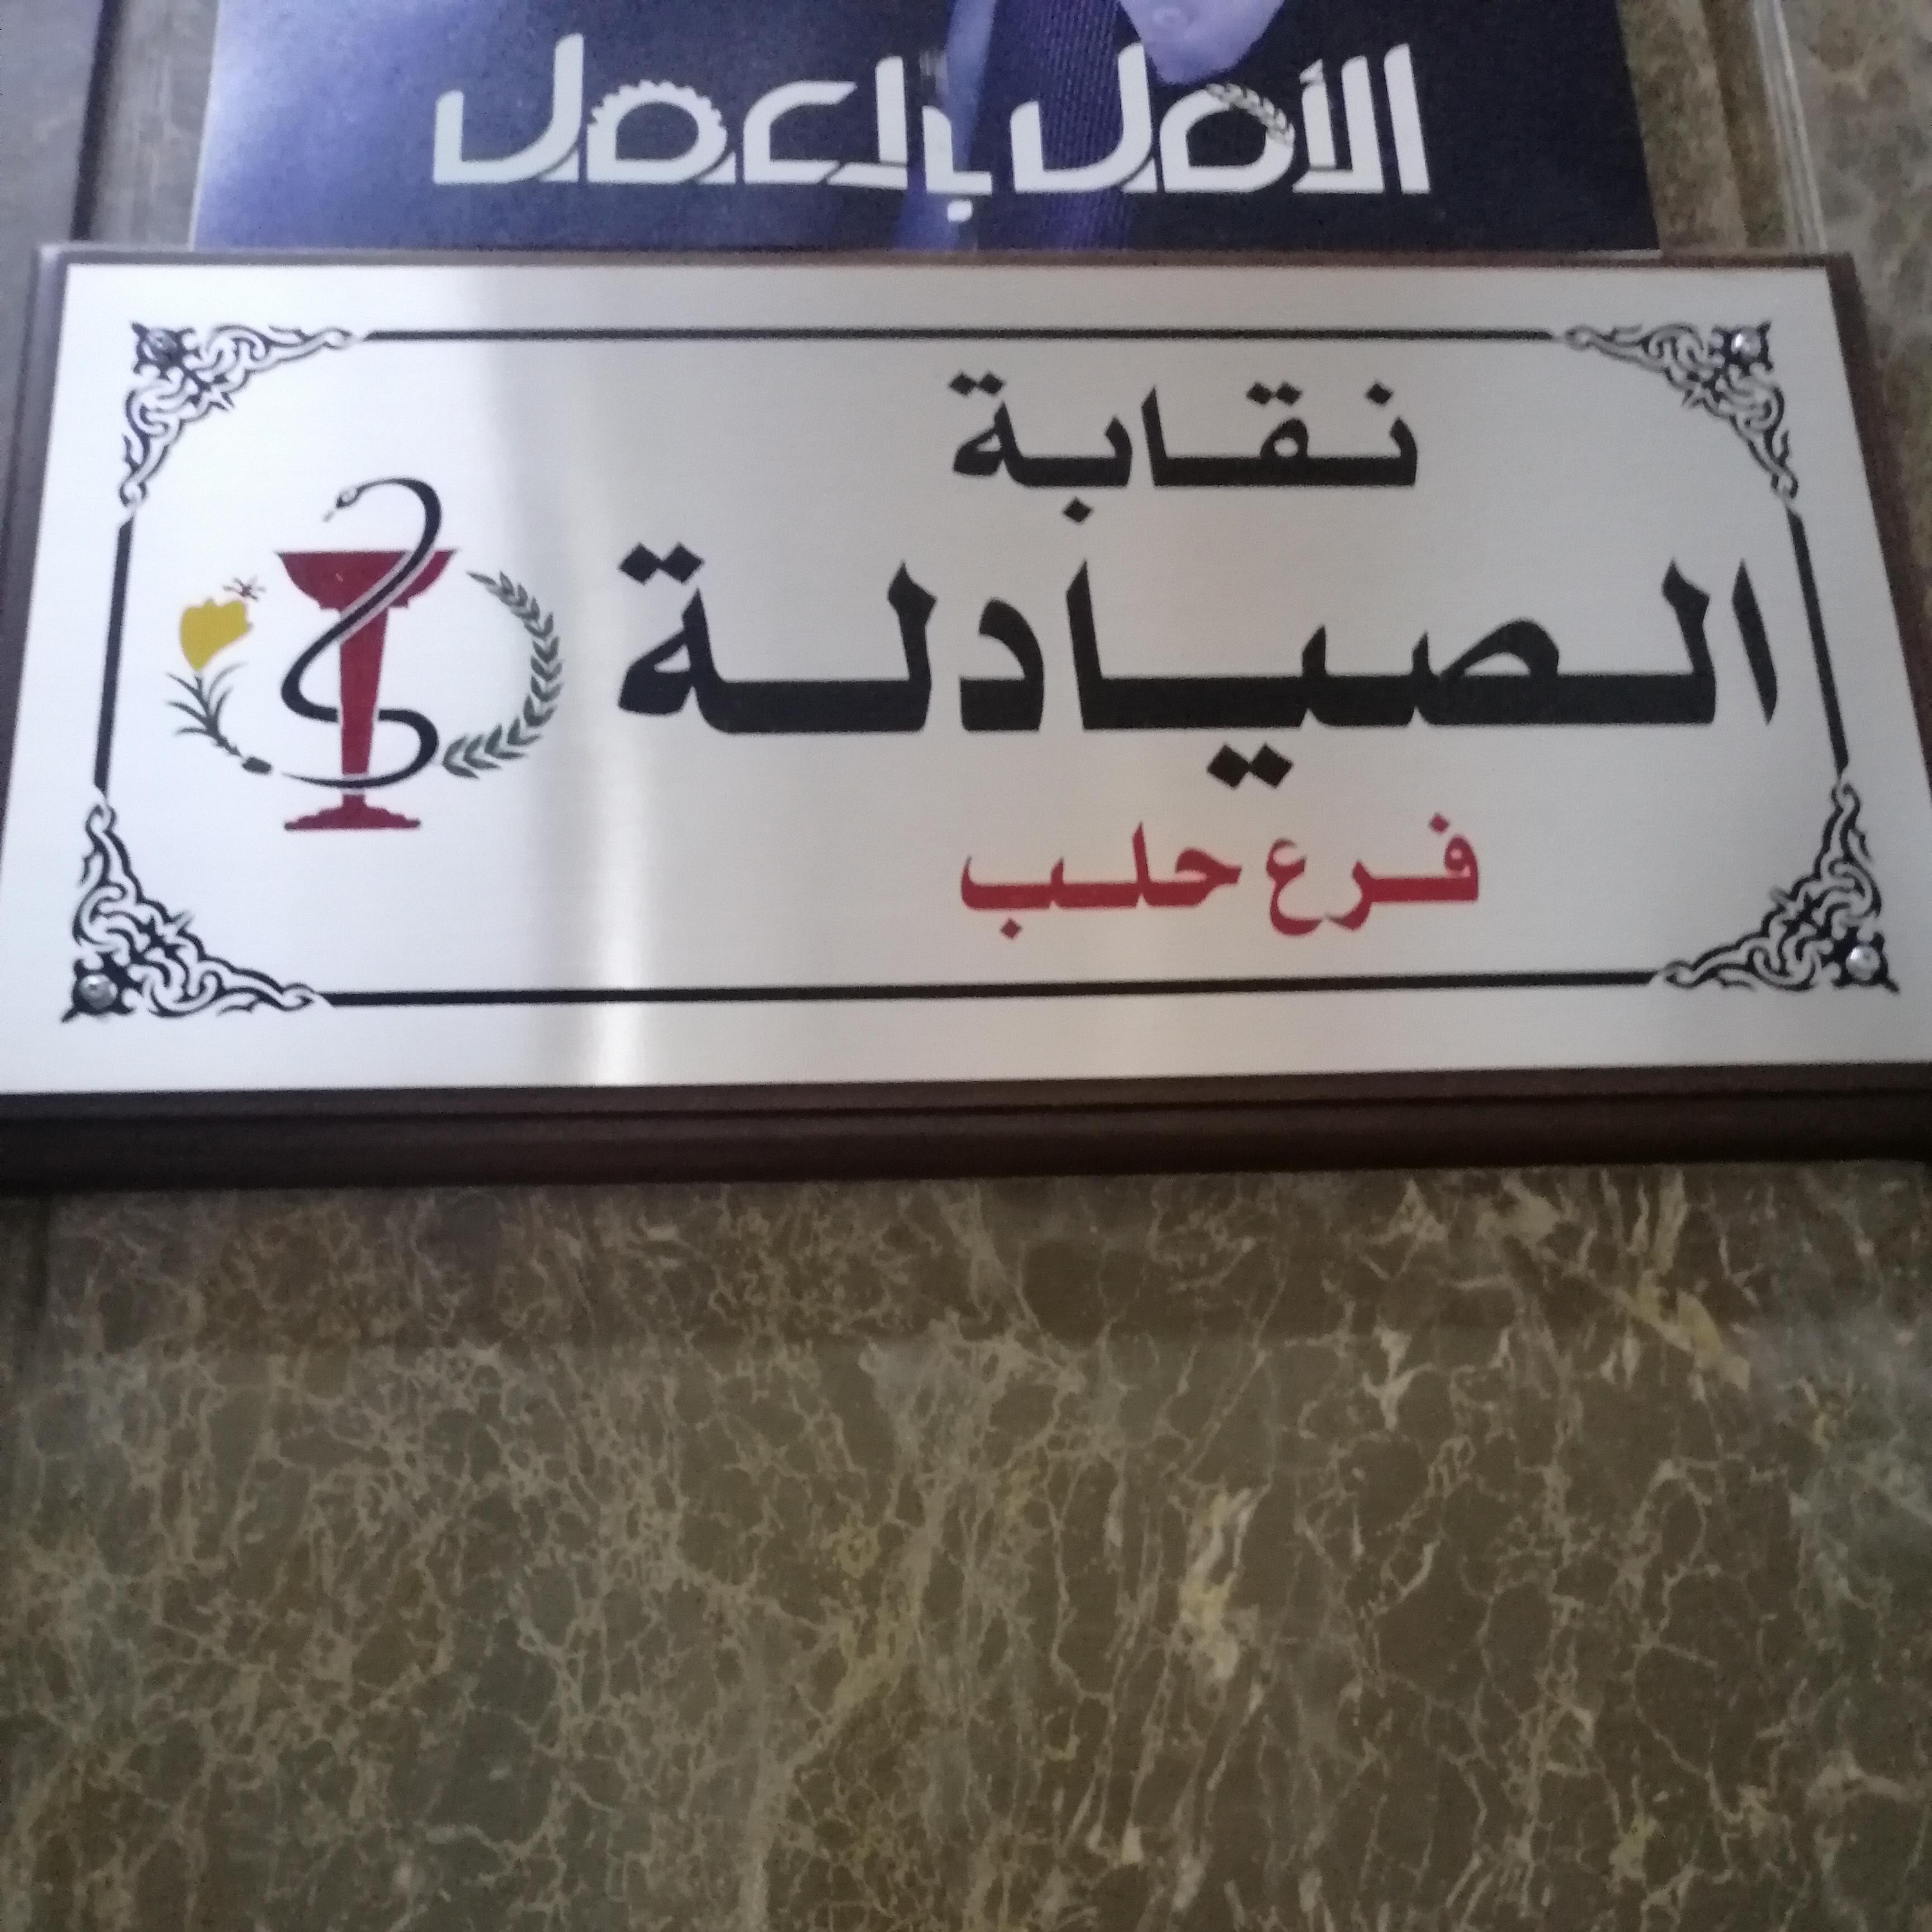 الأمل بالعمل
نقابة
الصيادلة
فرع حلب